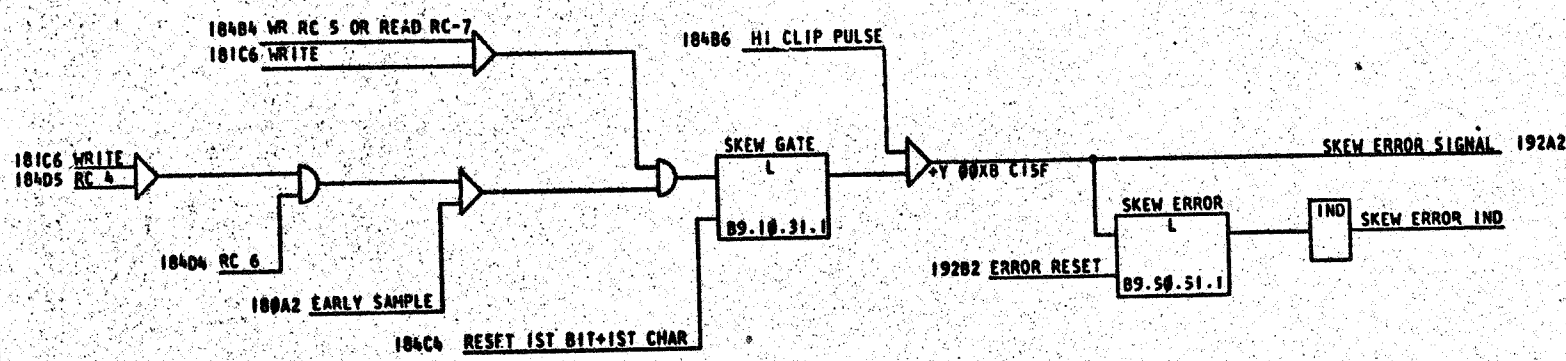 184B4 WR RC 5 OR READ RC-7
181C6 WRITE
184B6 HI CLIP PULSE
181C6 WRITE
184D5 RC 4
SKEW GATE
L
B9.10.31.1
+Y 00XB C15F
SKEW ERROR SIGNAL 192A2
SKEW ERROR
L
B9.50.51.1
IND
SKEW ERROR IND
184D4 RC 6
192B2 ERROR RESET
180A2 EARLY SAMPLE
184C4 RESET 1ST BIT+1ST CHAR